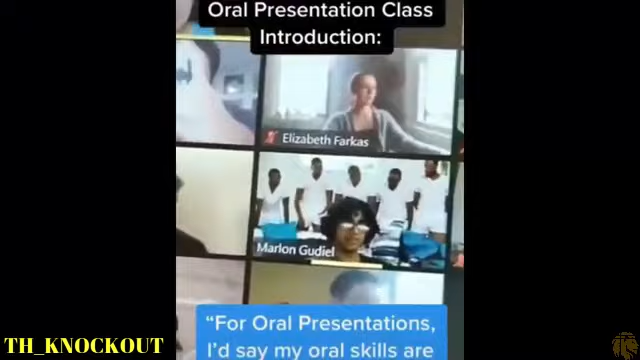 Oral Presentation Class
Introduction:
Elizabeth Farkas
Marlon Gudiel
"For Oral Presentations,
I'd say my oral skills are
TH_KNOCKOUT